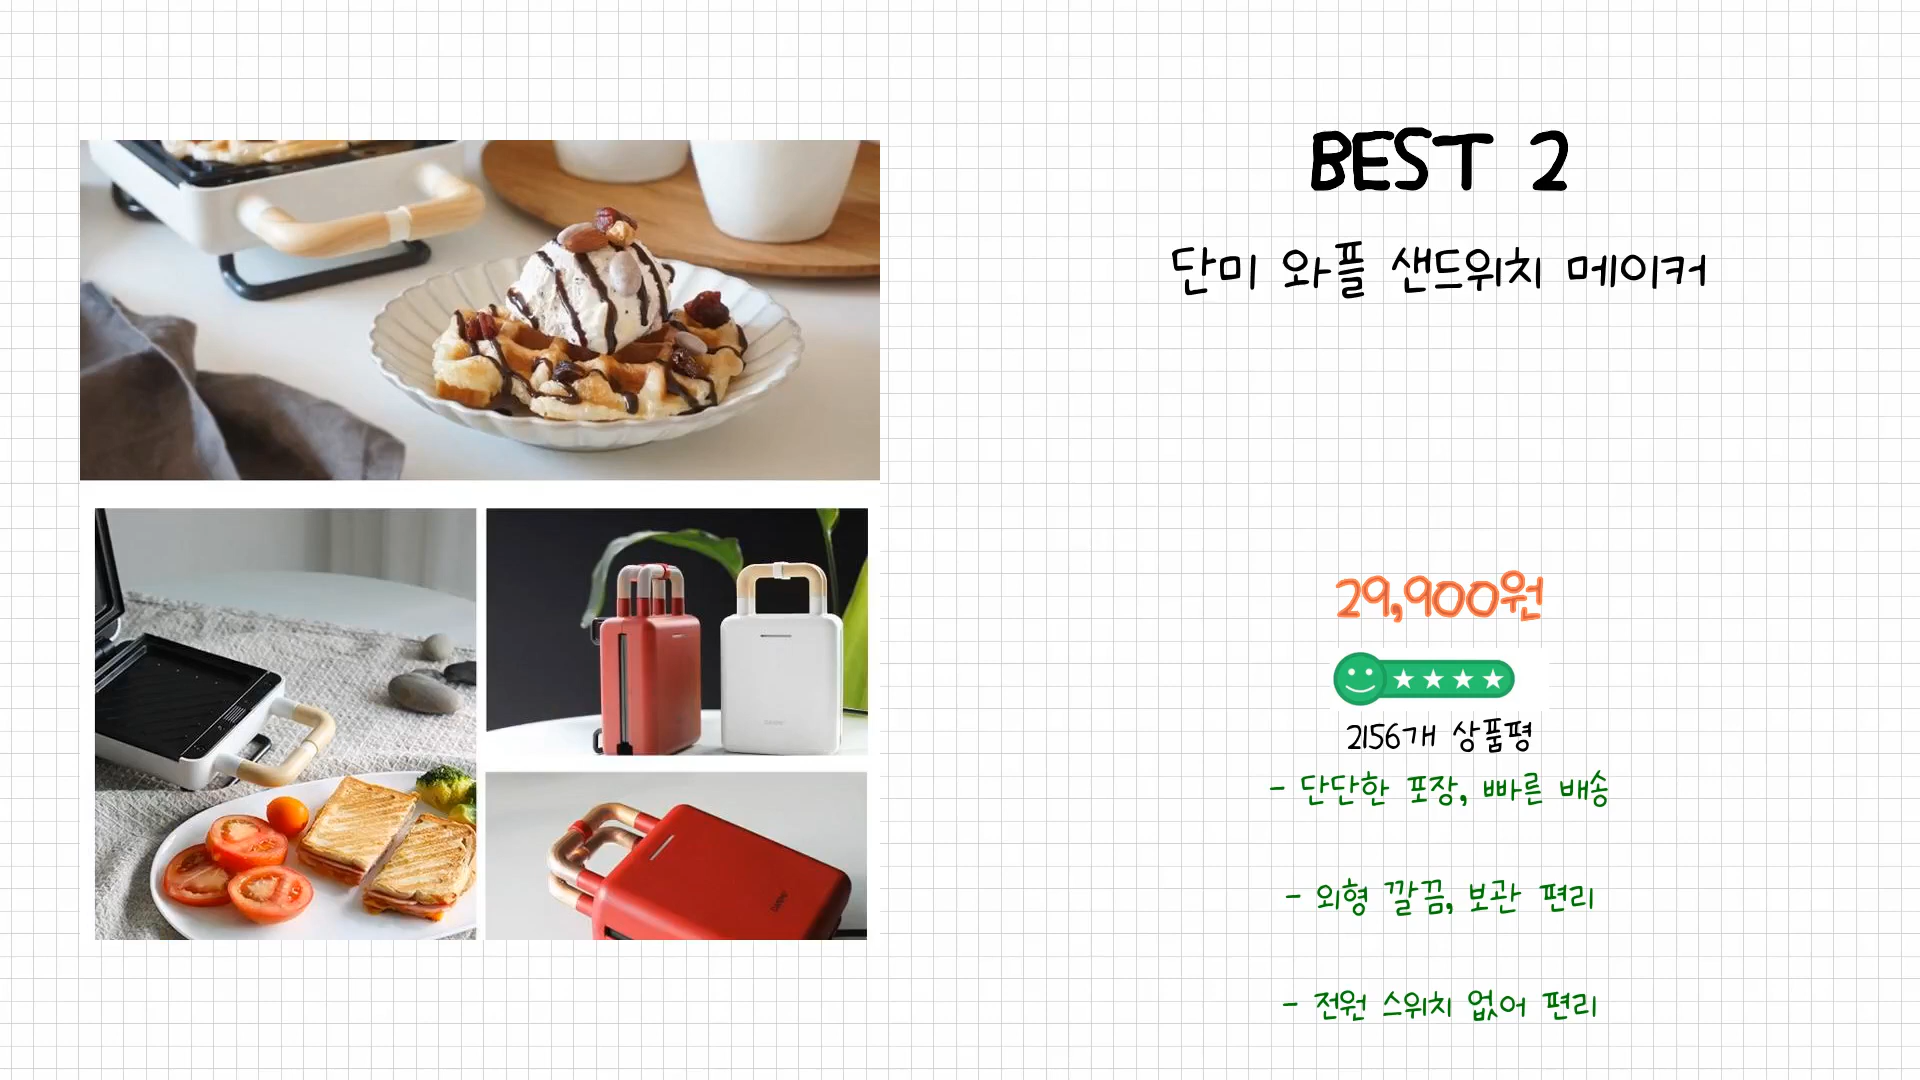 BEST 2
단미 와플 샌드위치 메이커
29,900원
2156개 상품평
- 단단한 포장, 빠른 배송
- 외형 깔끔, 보관 편리
- 전원 스위치 없어 편리